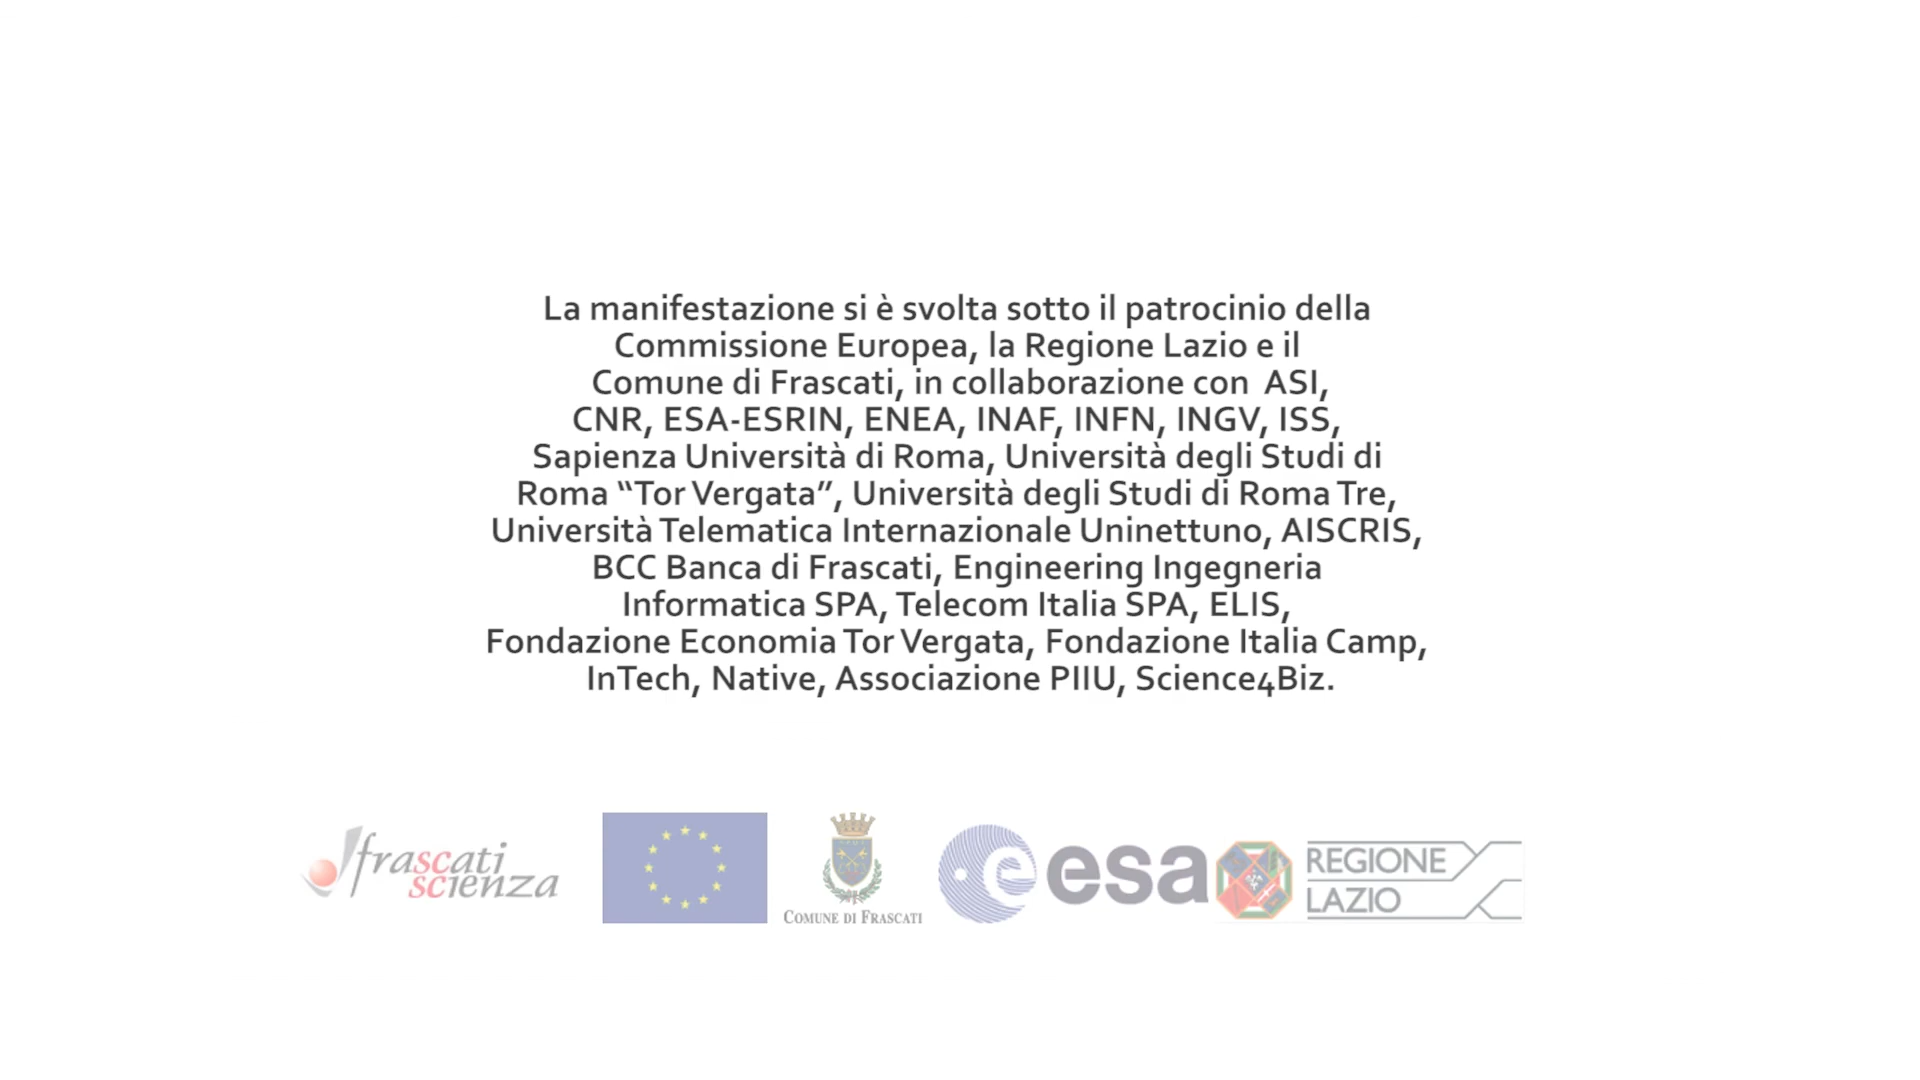 La manifestazione si è svolta sotto il patrocinio della
Commissione Europea, la Regione Lazio e il
Comune di Frascati, in collaborazione con ASI,
CNR, ESA-ESRIN, ENEA, INAF, INFN, INGV, ISS,
Sapienza Università di Roma, Università degli Studi di
Roma “Tor Vergata”, Università degli Studi di Roma Tre,
Università Telematica Internazionale Uninettuno, AISCRIS,
BCC Banca di Frascati, Engineering Ingegneria
Informatica SPA, Telecom Italia SPA, ELIS,
Fondazione Economia Tor Vergata, Fondazione Italia Camp,
InTech, Native, Associazione PIIU, Science4Biz.
frascati
scienza
COMUNE DI FRASCATI
esa
REGIONE
LAZIO